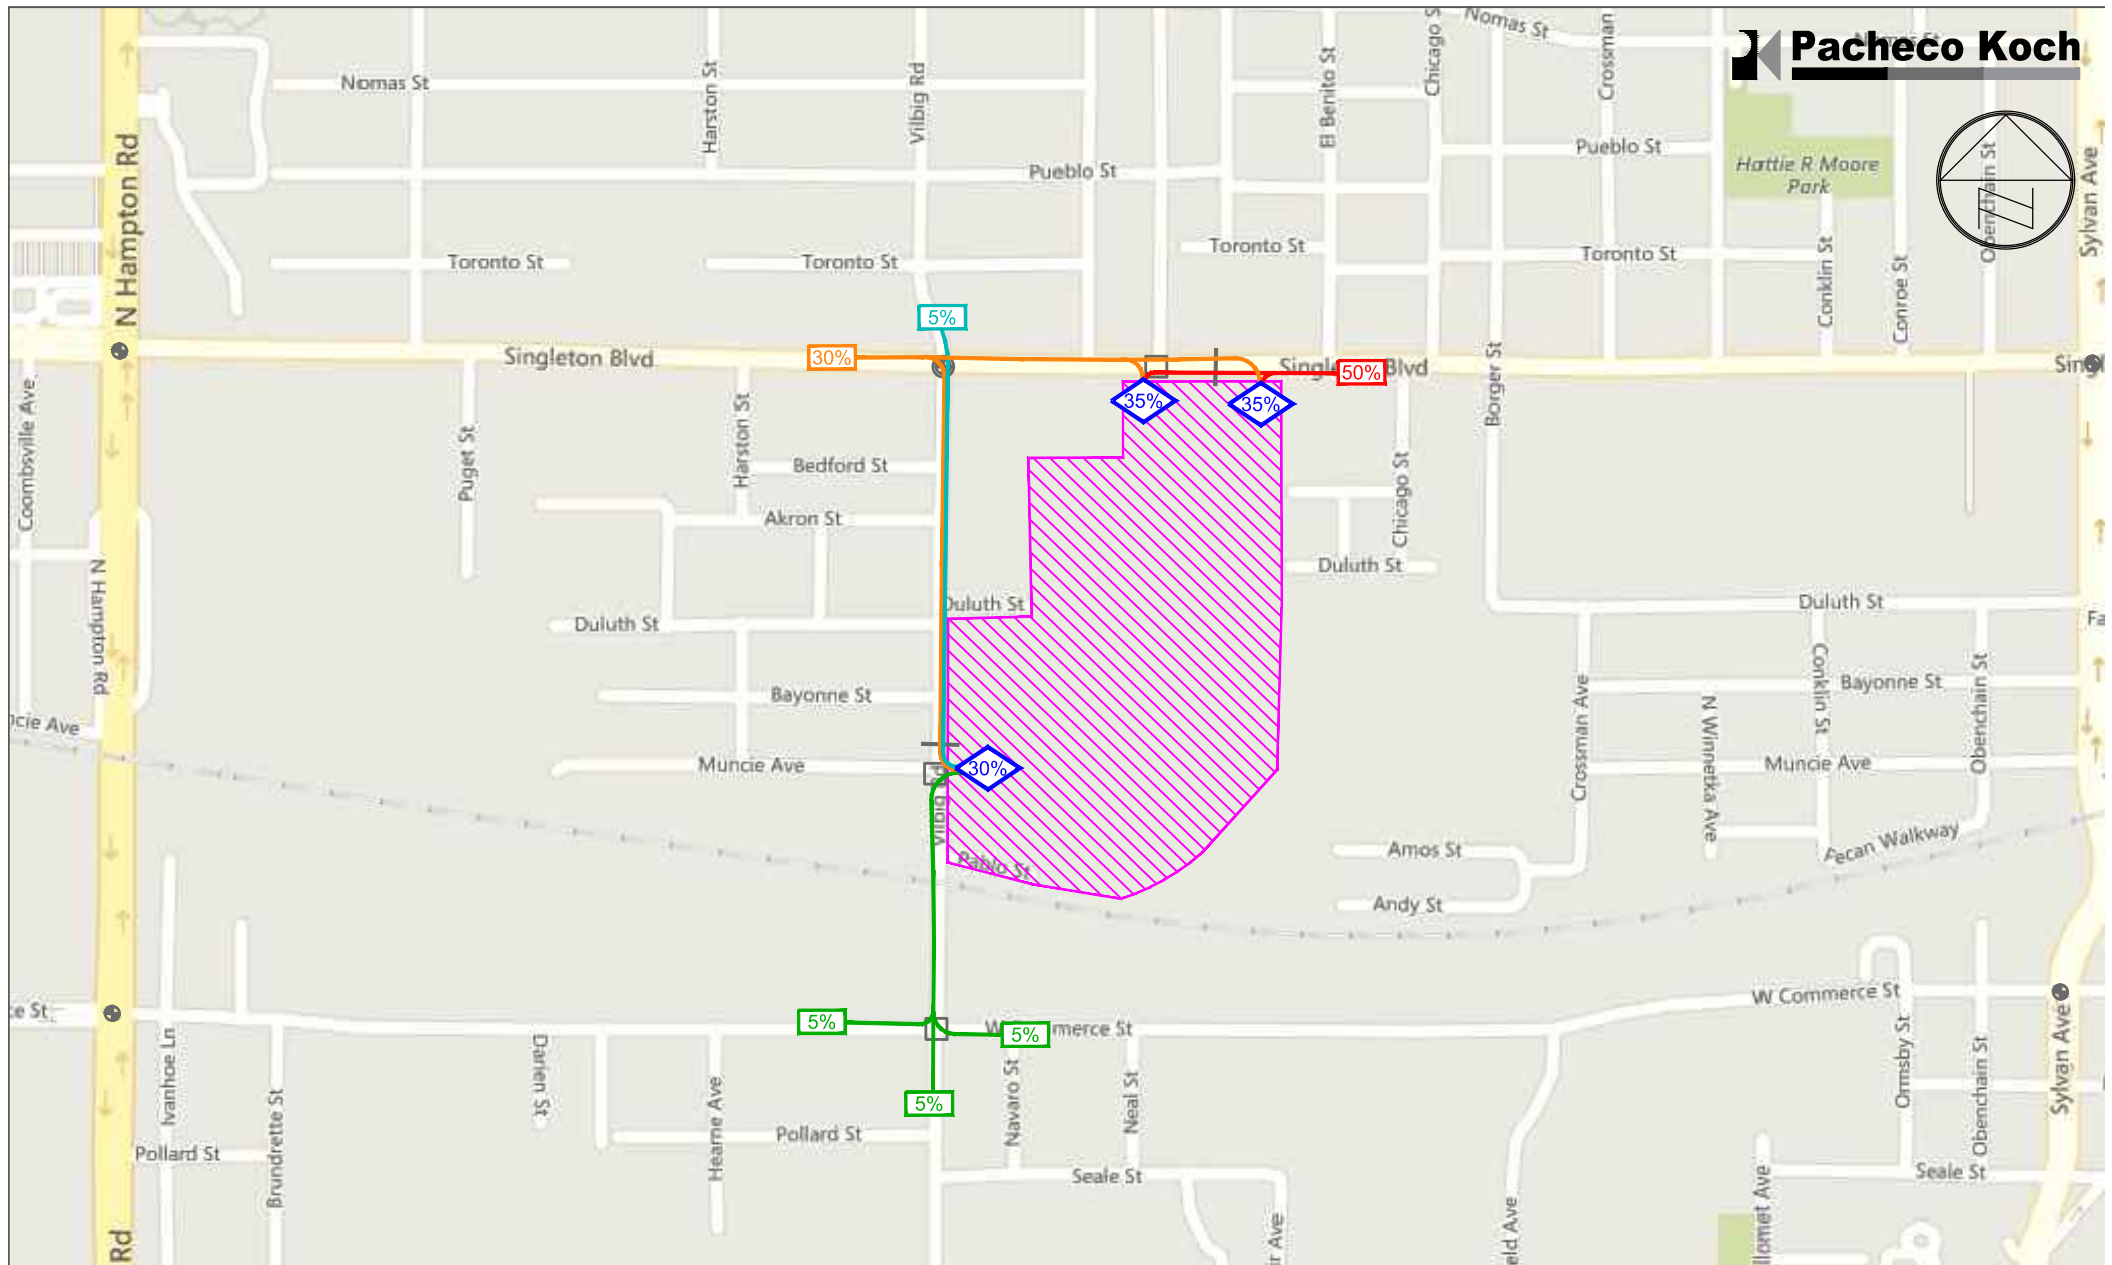 Nomas St
Nomas St
Nomas St
Pacheco Koch
Harston St
Vilbig Rd
El Benito St
Crossman
Pueblo St
Pueblo St
Hattie R Moore
Park
Obenchain St
Sylvan Ave
N Hampton Rd
Toronto St
Toronto St
Toronto St
Toronto St
Conklin St
Conroe St
5%
Singleton Blvd
30%
50%
35%
35%
Borger St
Coombsville Ave
Puget St
Harston St
Bedford St
Akron St
Chicago St
Duluth St
Duluth St
Duluth St
Duluth St
N Hampton Rd
Bayonne St
Bayonne St
Crossman Ave
N Winnetka Ave
Conklin St
Obenchain St
Muncie Ave
Muncie Ave
30%
Vilbig Rd
Pablo St
Amos St
Andy St
Pecan Walkway
W Commerce St
5%
5%
5%
Ivanhoe Ln
Brundrette St
Darien St
Hearne Ave
Navaro St
Neal St
Ormsby St
Obenchain St
Sylvan Ave
Pollard St
Pollard St
Seale St
Seale St
Rd